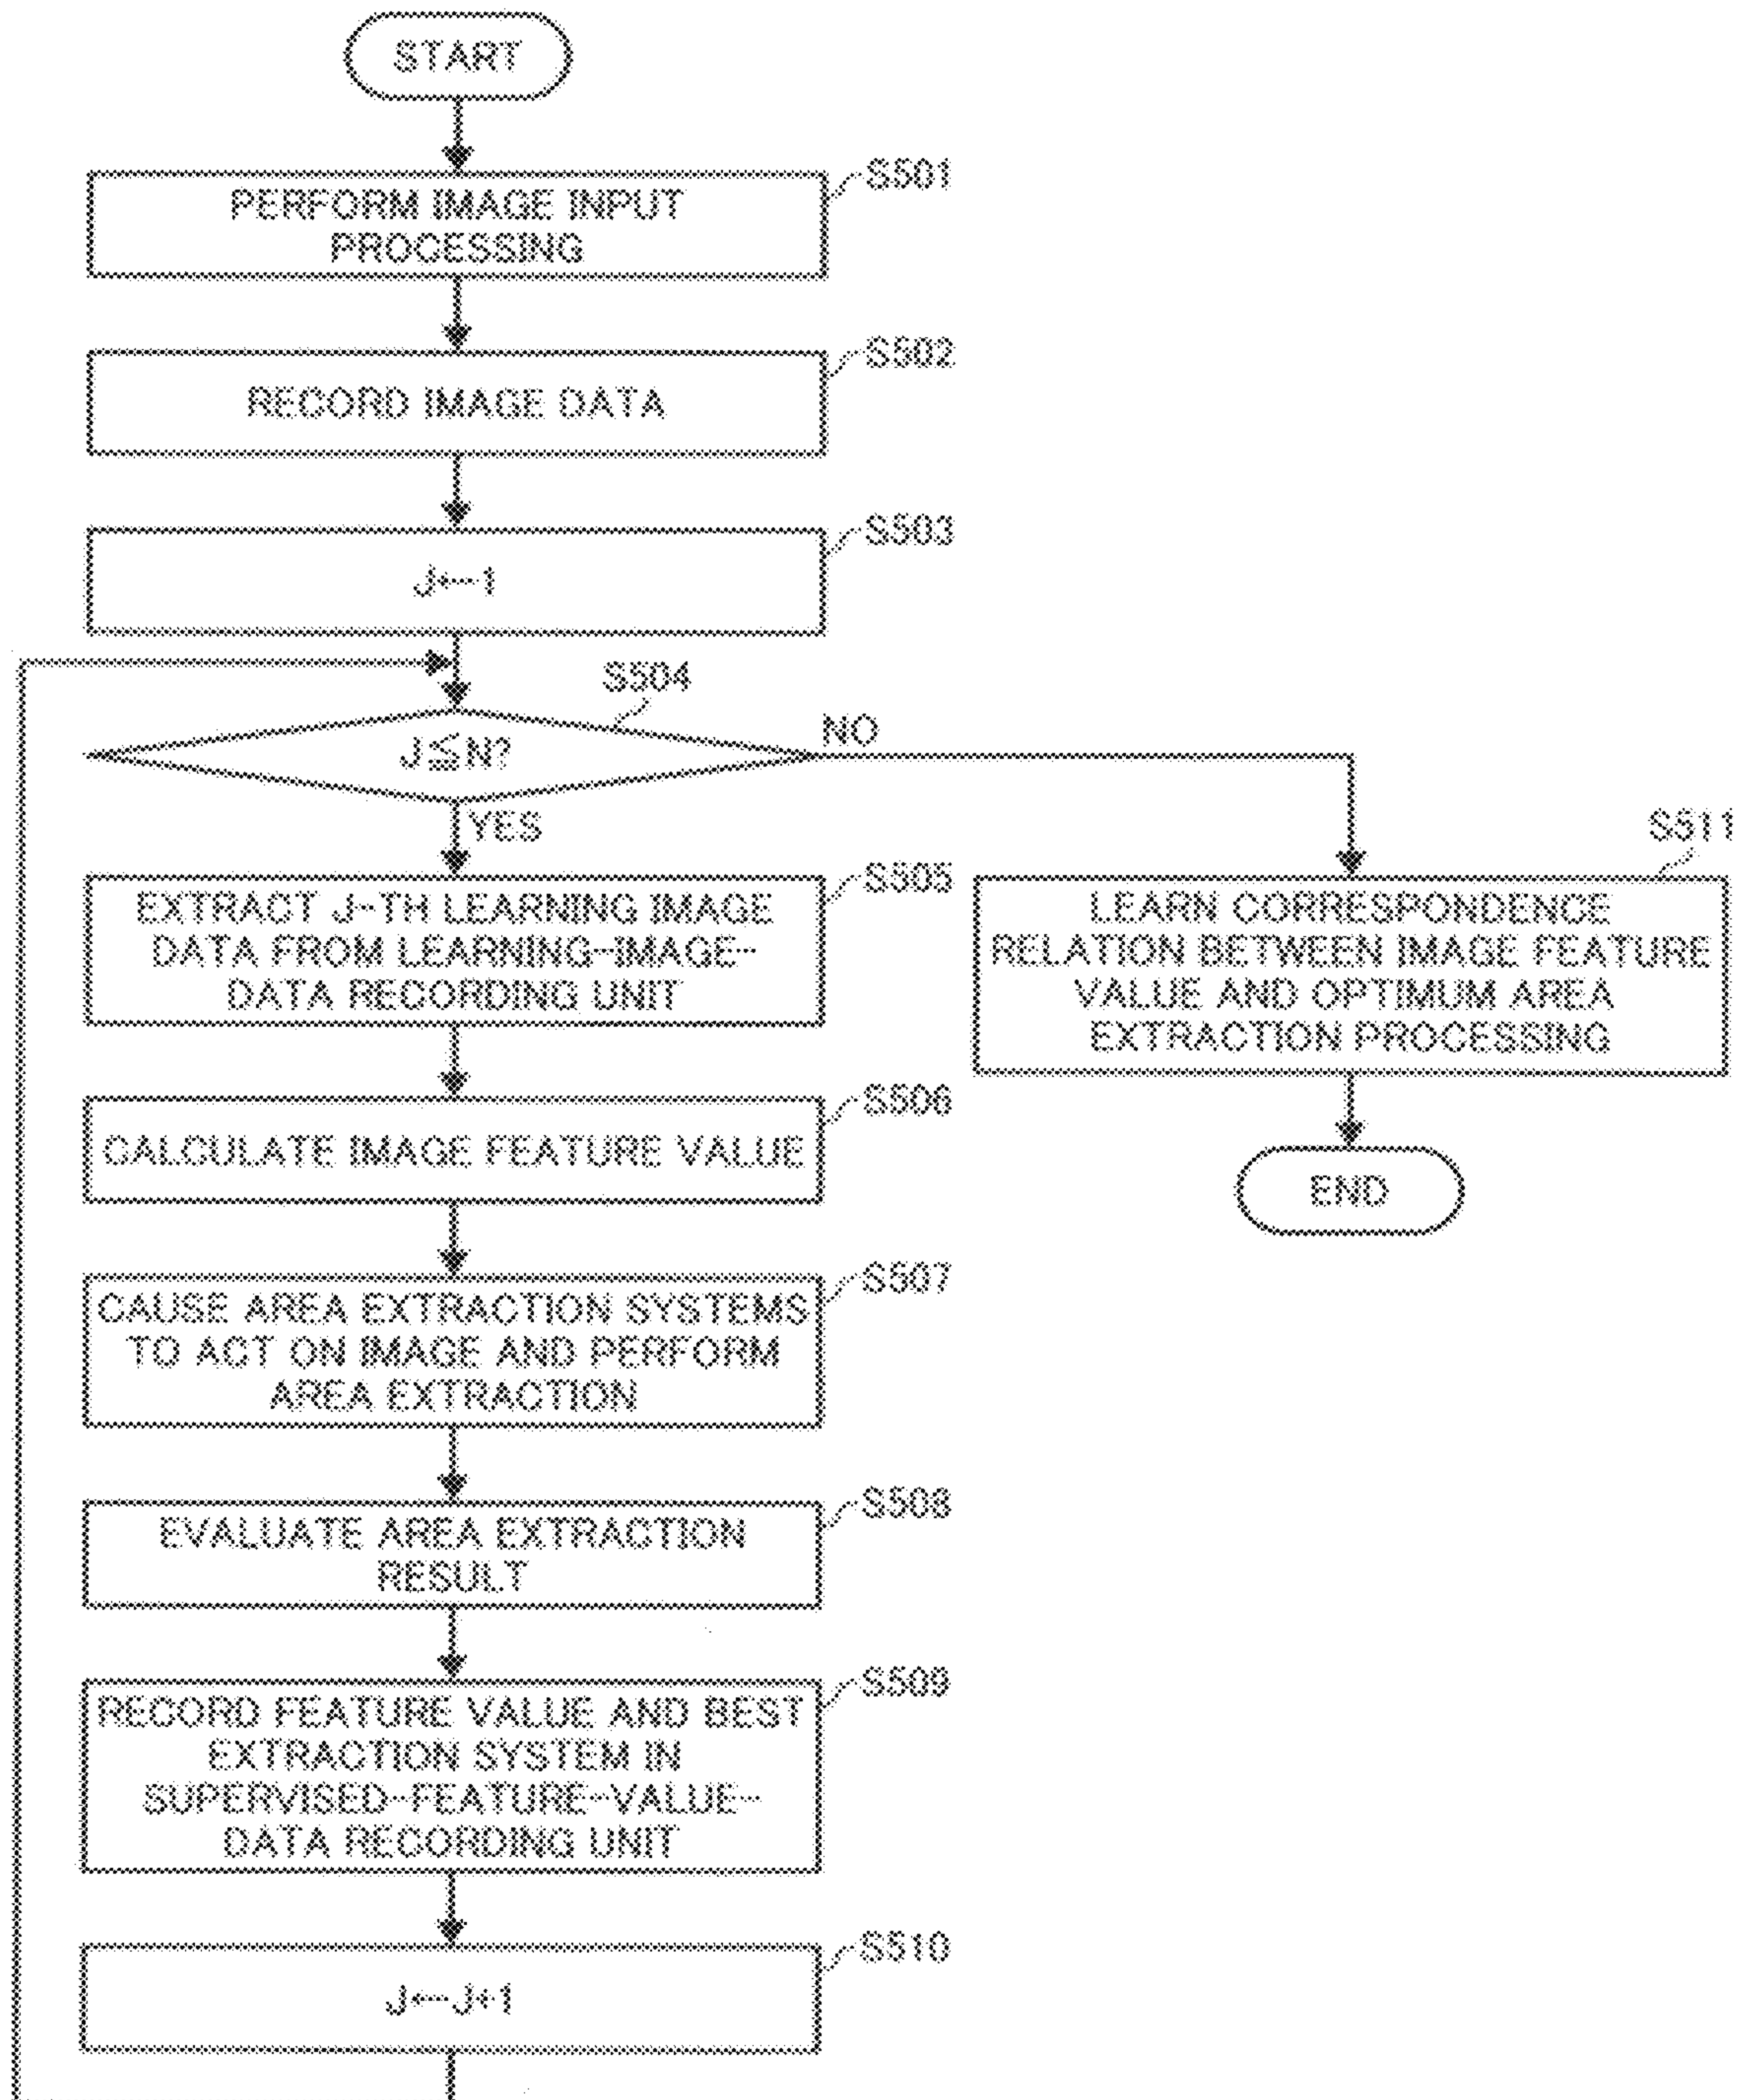 START
S501
PERFORM IMAGE INPUT
PROCESSING
S502
RECORD IMAGE DATA
S503
J←1
S504
J≦N?
NO
YES
S505
EXTRACT J-TH LEARNING IMAGE
DATA FROM LEARNING-IMAGE-
DATA RECORDING UNIT
S511
LEARN CORRESPONDENCE
RELATION BETWEEN IMAGE FEATURE
VALUE AND OPTIMUM AREA
EXTRACTION PROCESSING
S506
CALCULATE IMAGE FEATURE VALUE
END
S507
CAUSE AREA EXTRACTION SYSTEMS
TO ACT ON IMAGE AND PERFORM
AREA EXTRACTION
S508
EVALUATE AREA EXTRACTION
RESULT
S509
RECORD FEATURE VALUE AND BEST
EXTRACTION SYSTEM IN
SUPERVISED-FEATURE-VALUE-
DATA RECORDING UNIT
S510
J←J+1